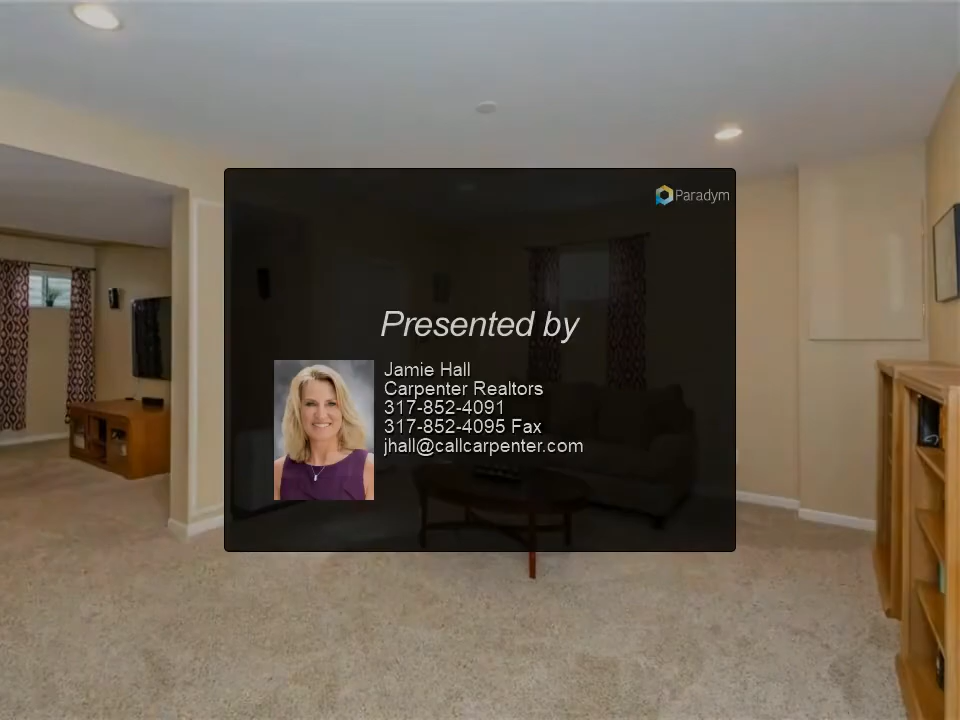 Paradym
Presented by
Jamie Hall
Carpenter Realtors
317-852-4091
317-852-4095 Fax
jhall@callcarpenter.com